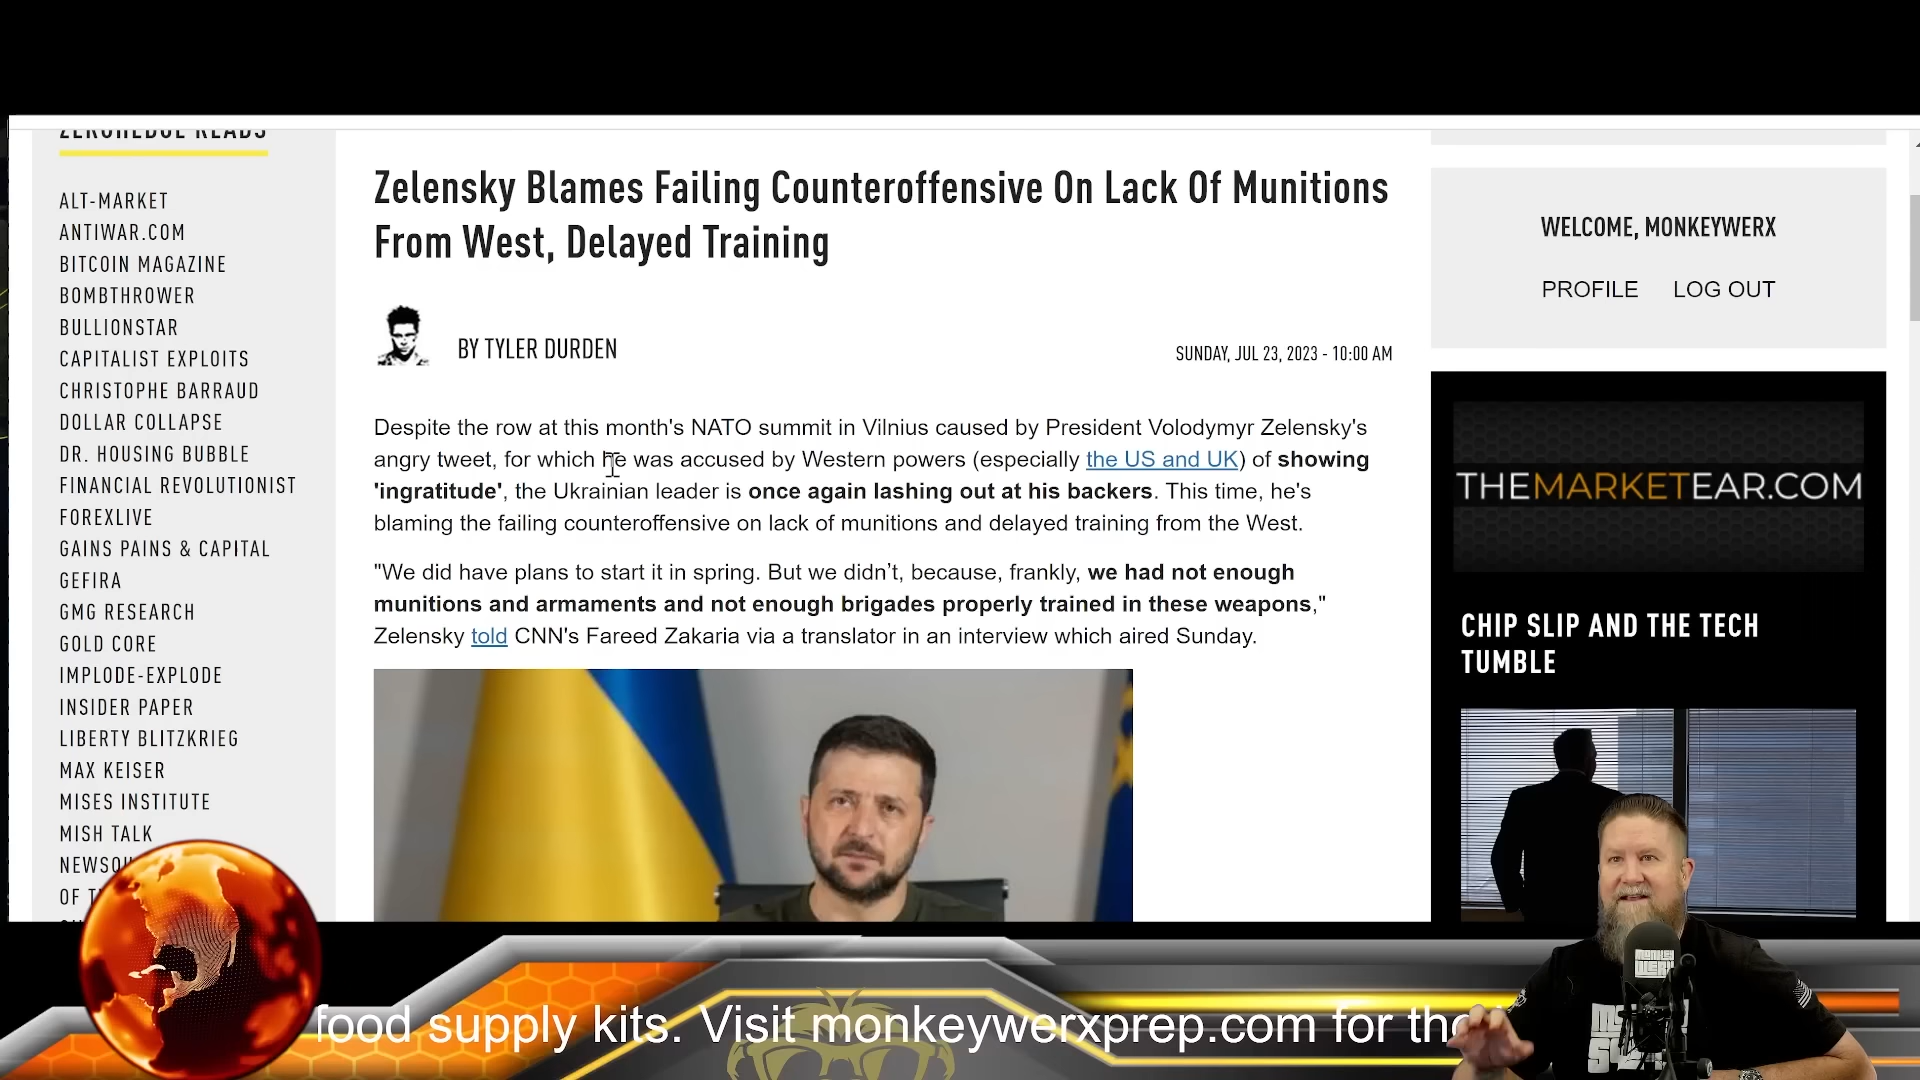 ZEROHEDGE READS
ALT-MARKET
ANTIWAR.COM
BITCOIN MAGAZINE
BOMBTHROWER
BULLIONSTAR
CAPITALIST EXPLOITS
CHRISTOPHE BARRAUD
DOLLAR COLLAPSE
DR. HOUSING BUBBLE
FINANCIAL REVOLUTIONIST
FOREXLIVE
GAINS PAINS & CAPITAL
GEFIRA
GMG RESEARCH
GOLD CORE
IMPLODE-EXPLODE
INSIDER PAPER
LIBERTY BLITZKRIEG
MAX KEISER
MISES INSTITUTE
MISH TALK
OF
Zelensky Blames Failing Counteroffensive On Lack Of Munitions
From West, Delayed Training
BY TYLER DURDEN
SUNDAY, JUL 23, 2023 - 10:00 AM
Despite the row at this month's NATO summit in Vilnius caused by President Volodymyr Zelensky's
angry tweet, for which he was accused by Western powers (especially the US and UK) of showing
'ingratitude', the Ukrainian leader is once again lashing out at his backers. This time, he's
blaming the failing counteroffensive on lack of munitions and delayed training from the West.
"We did have plans to start it in spring. But we didn’t, because, frankly, we had not enough
munitions and armaments and not enough brigades properly trained in these weapons,"
Zelensky told CNN's Fareed Zakaria via a translator in an interview which aired Sunday.
WELCOME, MONKEYWERX
PROFILE LOG OUT
THEMARKETEAR.COM
CHIP SLIP AND THE TECH
TUMBLE
MONKEY
WERX
food supply kits. Visit monkeywerxprep.com for